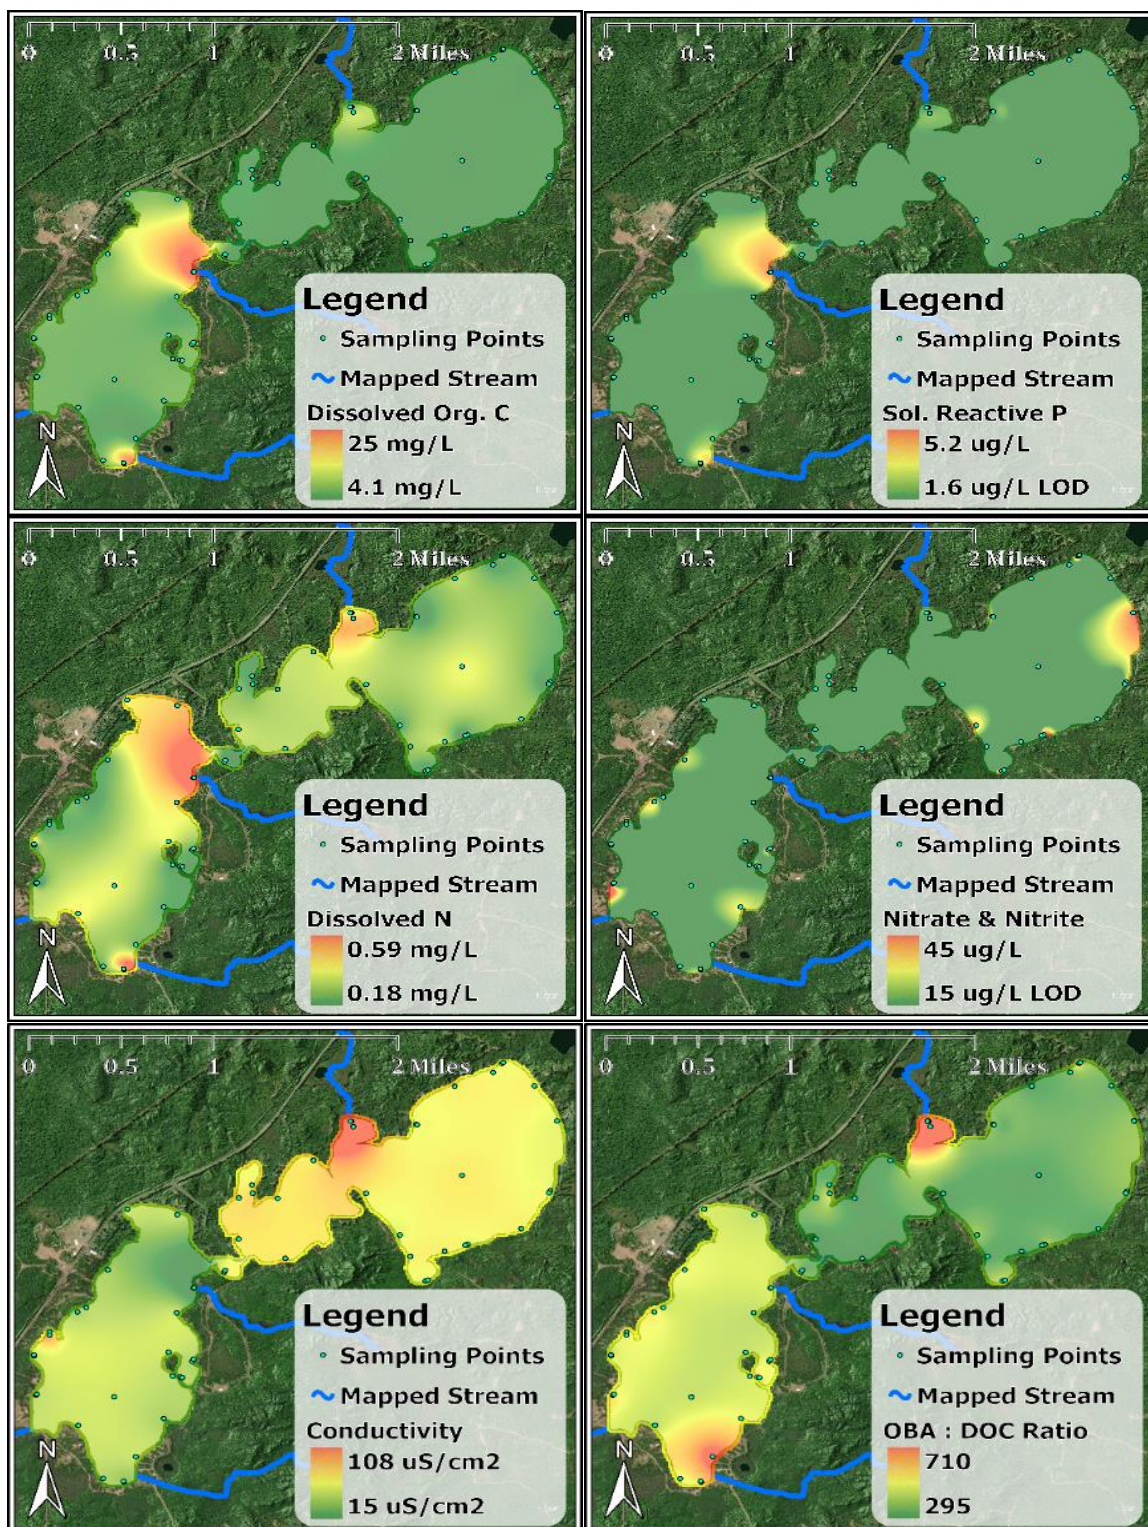 0 0.5 1 2 Miles
Legend
Sampling Points
Mapped Stream
Dissolved Org. C
25 mg/L
4.1 mg/L
N
0 0.5 1 2 Miles
Legend
Sampling Points
Mapped Stream
Sol. Reactive P
5.2 ug/L
1.6 ug/L LOD
N
0 0.5 1 2 Miles
Legend
Sampling Points
Mapped Stream
Dissolved N
0.59 mg/L
0.18 mg/L
N
0 0.5 1 2 Miles
Legend
Sampling Points
Mapped Stream
Nitrate & Nitrite
45 ug/L
15 ug/L LOD
N
0 0.5 1 2 Miles
Legend
Sampling Points
Mapped Stream
Conductivity
108 uS/cm2
15 uS/cm2
N
0 0.5 1 2 Miles
Legend
Sampling Points
Mapped Stream
OBA : DOC Ratio
710
295
N